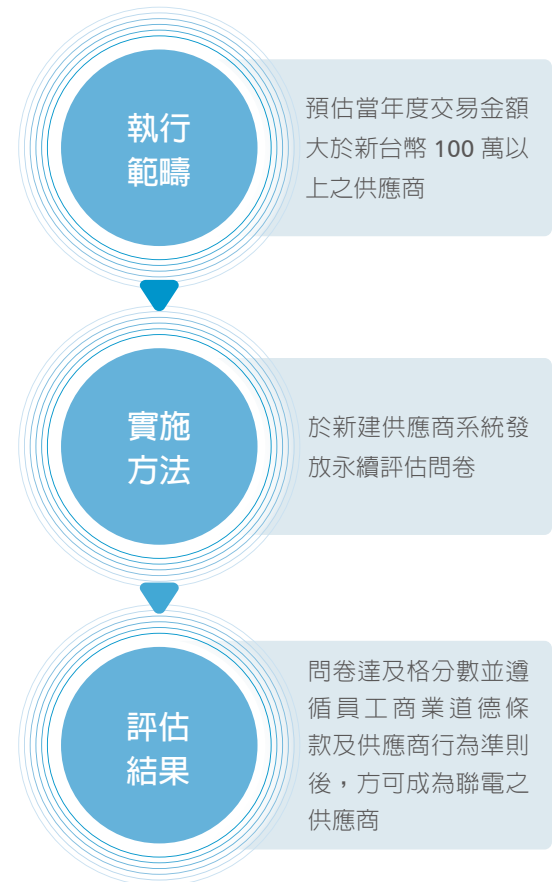 執行
範疇
預估當年度交易金額
大於新台幣 100 萬以
上之供應商
實施
方法
於新建供應商系統發
放永續評估問卷
評估
結果
問卷達及格分數並遵
循員工商業道德條
款及供應商行為準則
後，方可成為聯電之
供應商